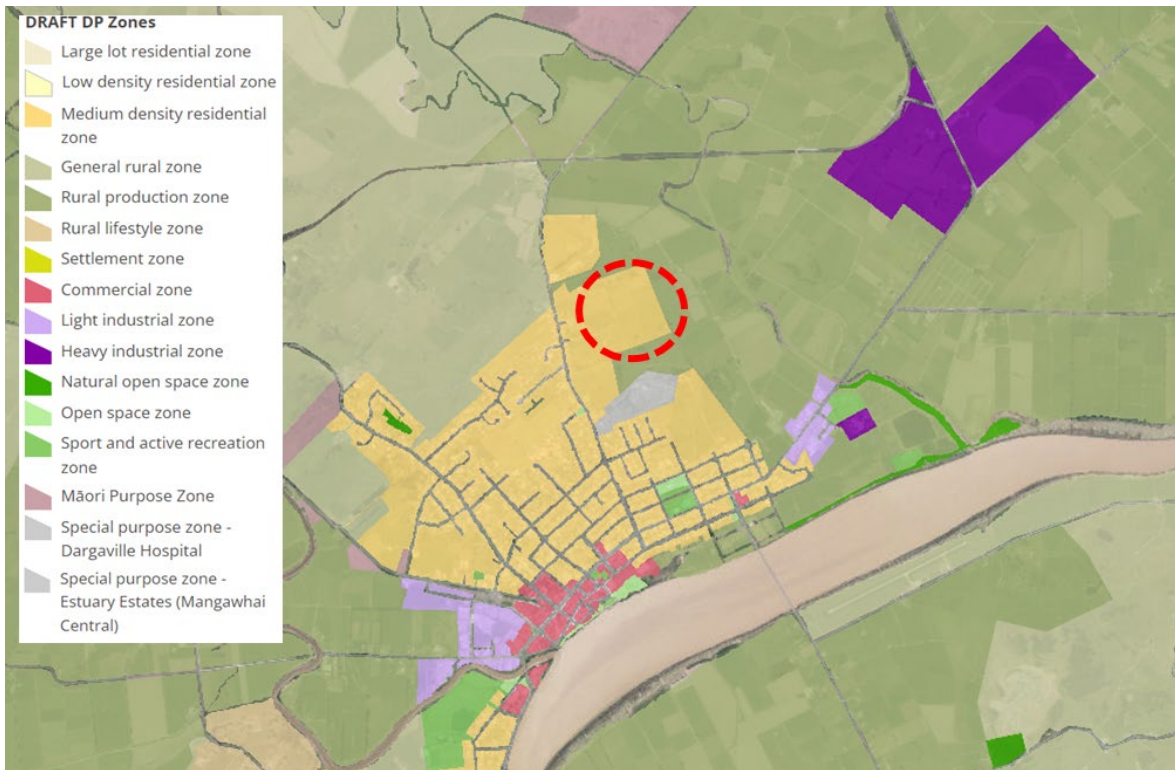 DRAFT DP Zones
Large lot residential zone
Low density residential zone
Medium density residential
zone
General rural zone
Rural production zone
Rural lifestyle zone
Settlement zone
Commercial zone
Light industrial zone
Heavy industrial zone
Natural open space zone
Open space zone
Sport and active recreation
zone
Māori Purpose Zone
Special purpose zone -
Dargaville Hospital
Special purpose zone -
Estuary Estates (Mangawhai
Central)